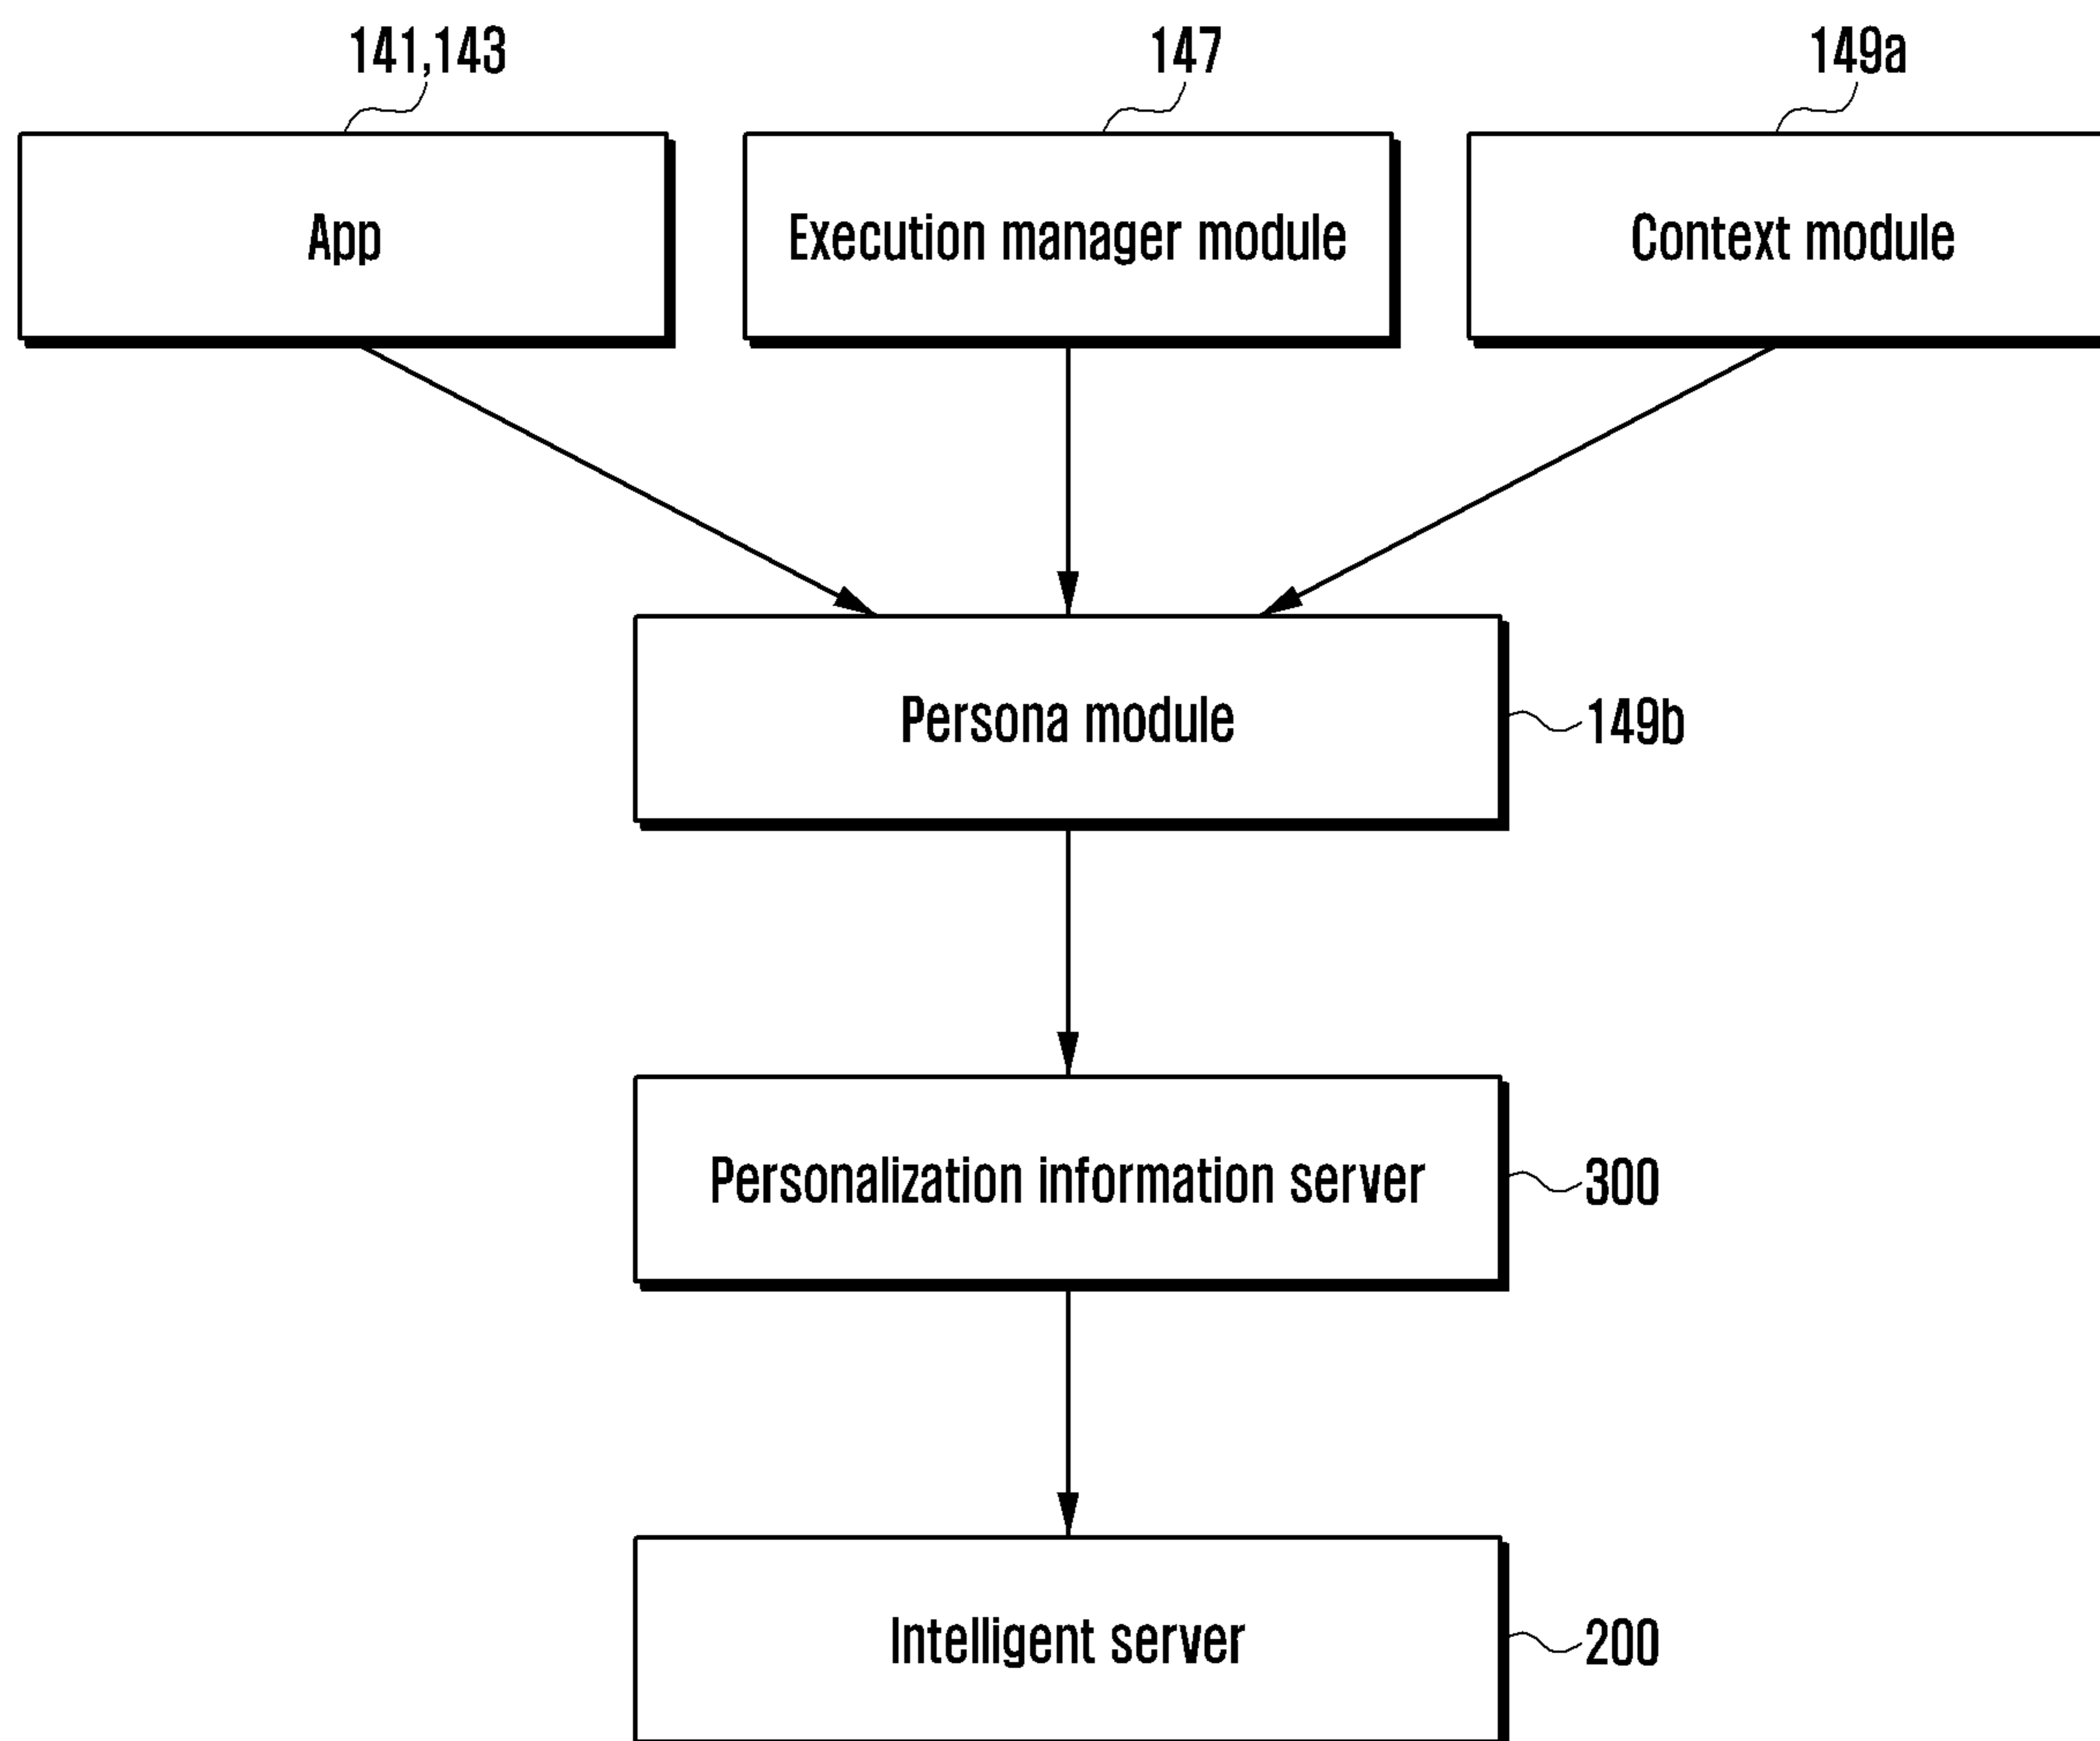 141,143
147
149a
App
Execution manager module
Context module
Persona module
149b
Personalization information server
300
Intelligent server
200